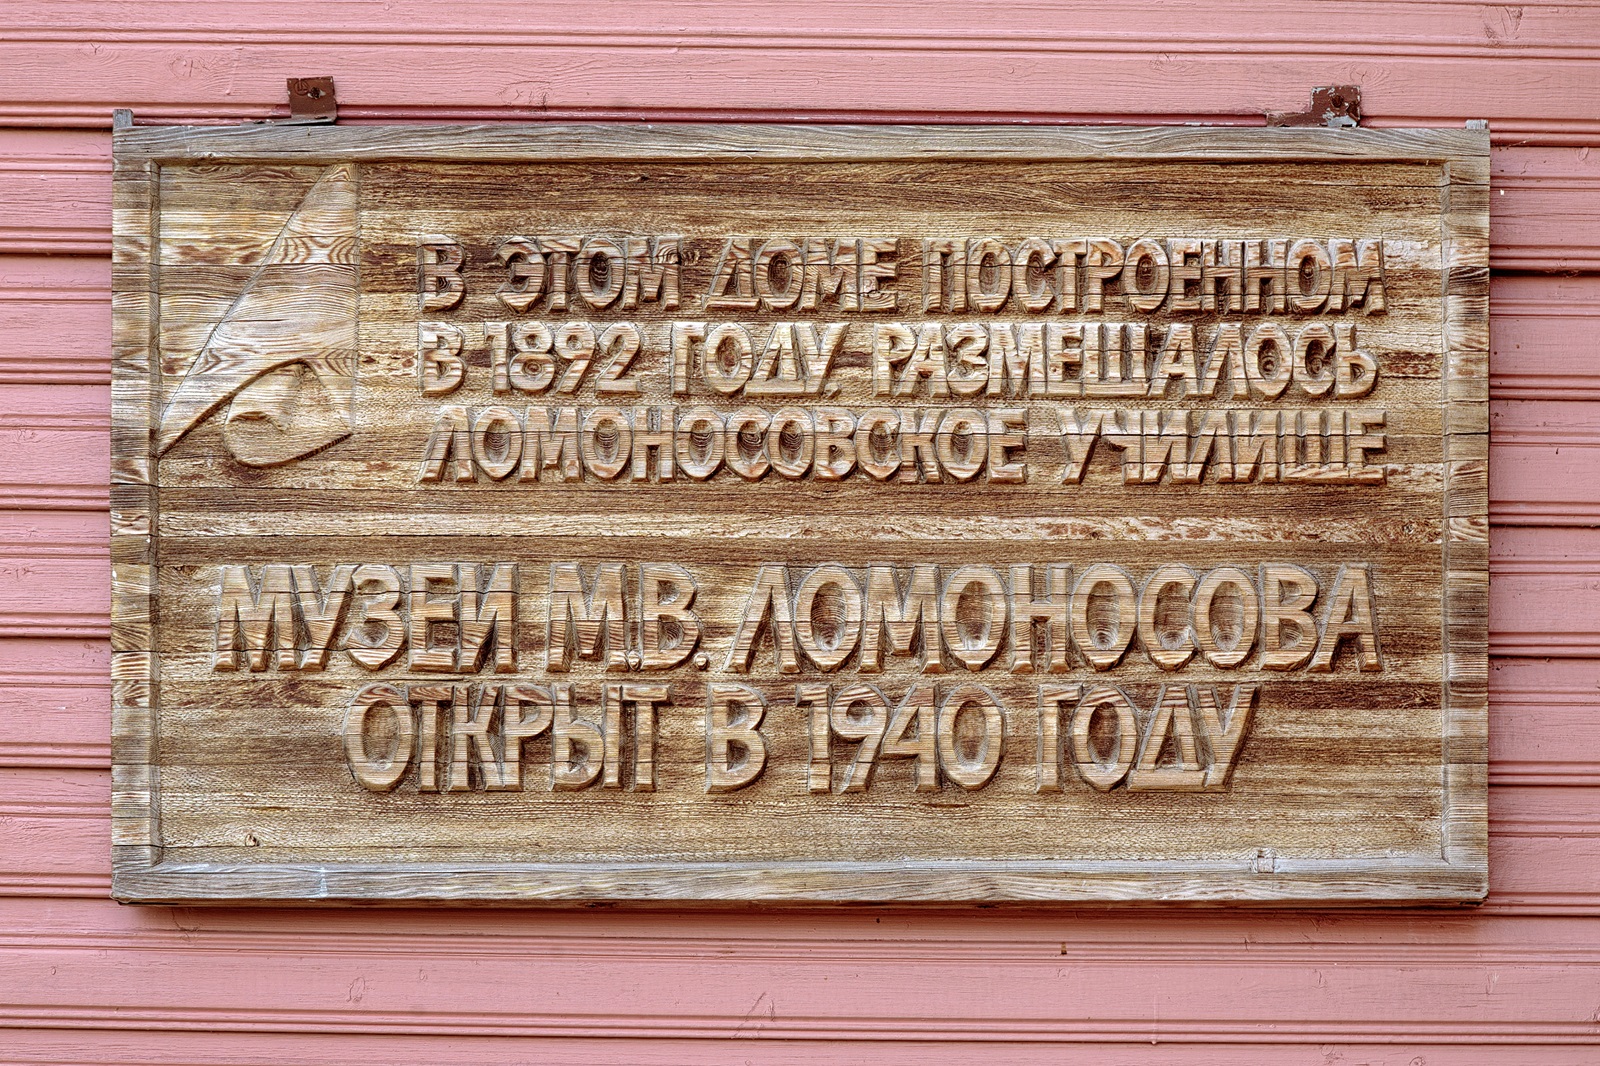 В ЭТОМ ДОМЕ ПОСТРОЕННОМ
В 1892 ГОДУ, РАЗМЕЩАЛОСЬ
ЛОМОНОСОВСКОЕ УЧИЛИЩЕ
МУЗЕЙ М.В. ЛОМОНОСОВА
ОТКРЫТ В 1940 ГОДУ